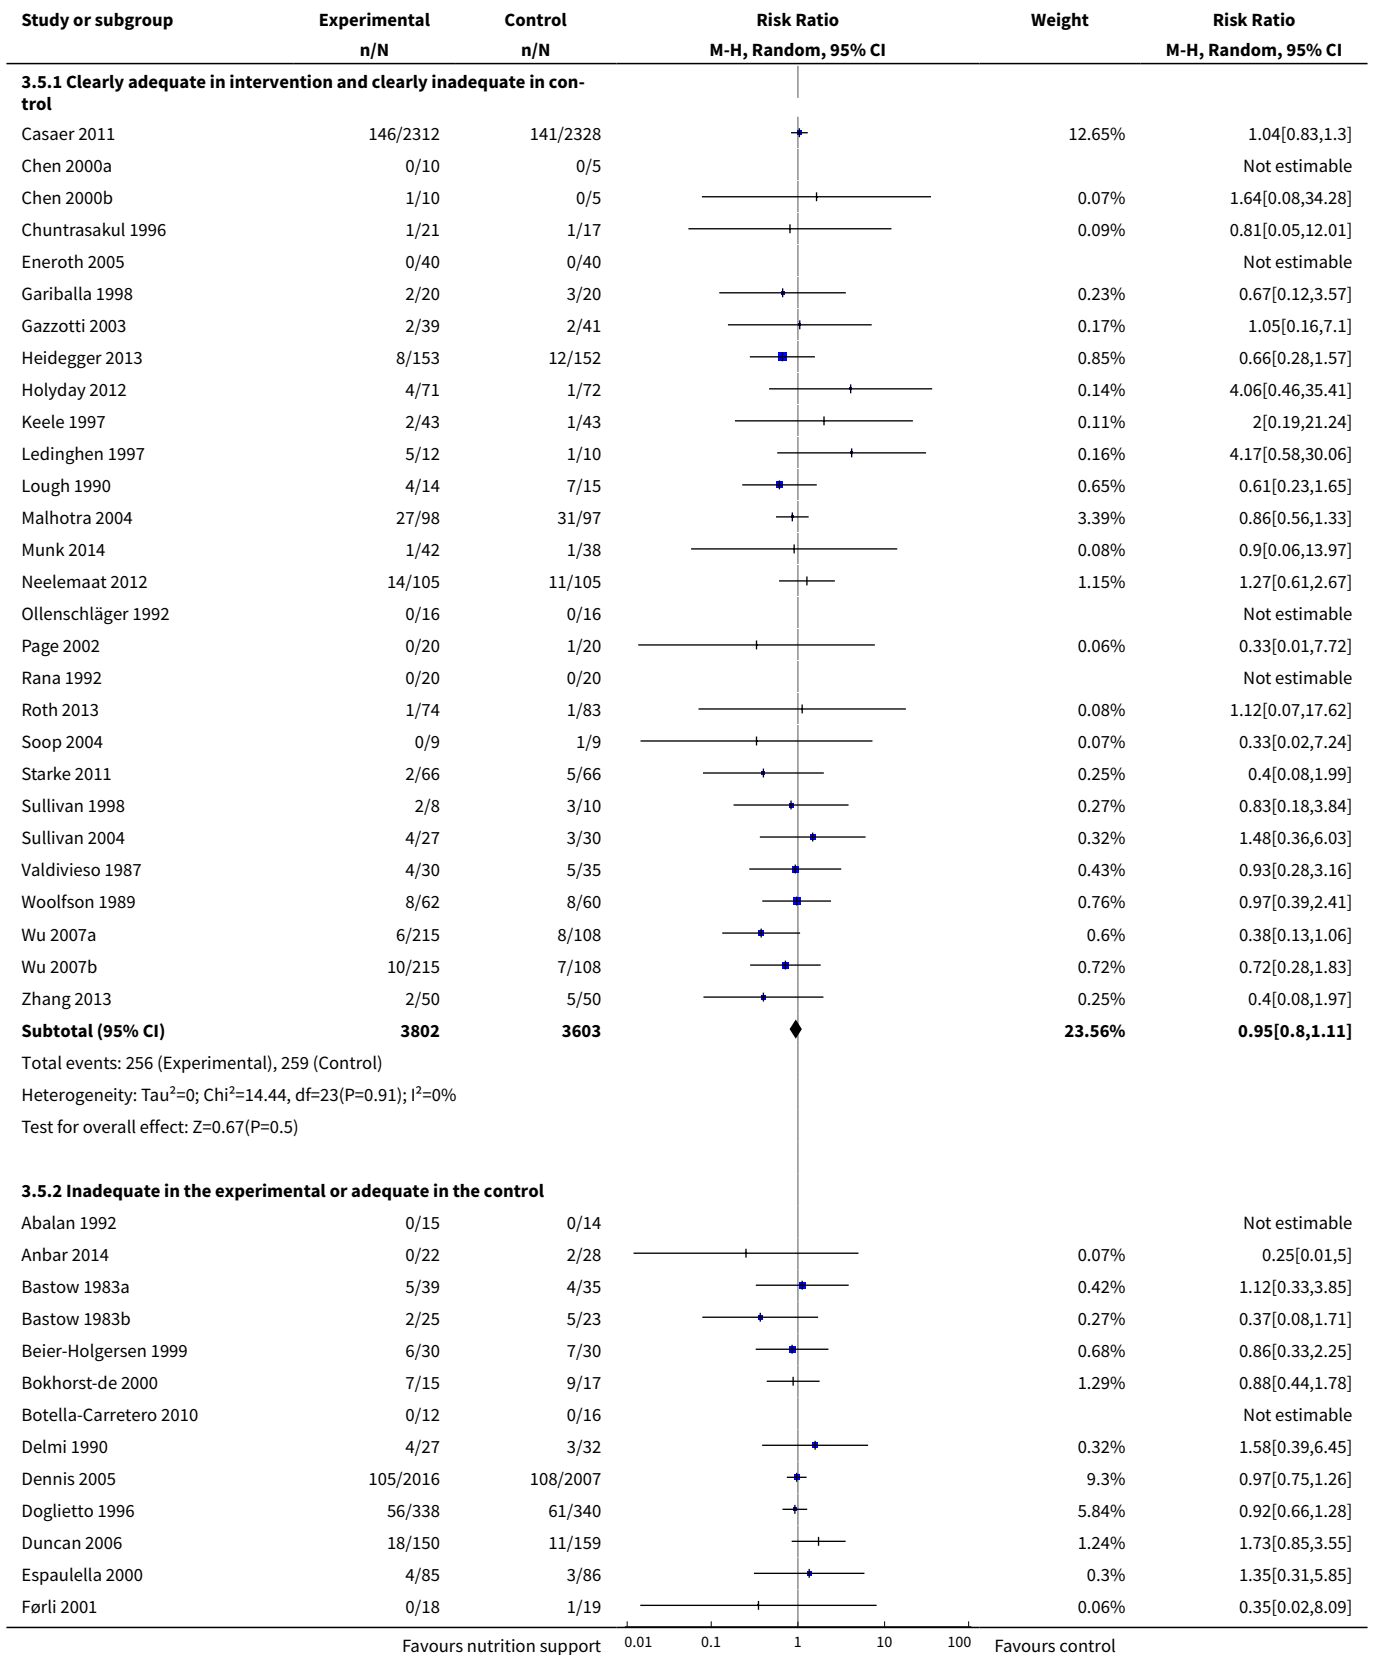 Study or subgroup Experimental Control Risk Ratio Weight Risk Ratio
n/N n/N M-H, Random, 95% CI M-H, Random, 95% CI
3.5.1 Clearly adequate in intervention and clearly inadequate in con-
trol
Casaer 2011 146/2312 141/2328 12.65% 1.04[0.83,1.3]
Chen 2000a 0/10 0/5 Not estimable
Chen 2000b 1/10 0/5 0.07% 1.64[0.08,34.28]
Chuntrasakul 1996 1/21 1/17 0.09% 0.81[0.05,12.01]
Eneroth 2005 0/40 0/40 Not estimable
Gariballa 1998 2/20 3/20 0.23% 0.67[0.12,3.57]
Gazzotti 2003 2/39 2/41 0.17% 1.05[0.16,7.1]
Heidegger 2013 8/153 12/152 0.85% 0.66[0.28,1.57]
Holyday 2012 4/71 1/72 0.14% 4.06[0.46,35.41]
Keele 1997 2/43 1/43 0.11% 2[0.19,21.24]
Ledinghen 1997 5/12 1/10 0.16% 4.17[0.58,30.06]
Lough 1990 4/14 7/15 0.65% 0.61[0.23,1.65]
Malhotra 2004 27/98 31/97 3.39% 0.86[0.56,1.33]
Munk 2014 1/42 1/38 0.08% 0.9[0.06,13.97]
Neelemaat 2012 14/105 11/105 1.15% 1.27[0.61,2.67]
Ollenschläger 1992 0/16 0/16 Not estimable
Page 2002 0/20 1/20 0.06% 0.33[0.01,7.72]
Rana 1992 0/20 0/20 Not estimable
Roth 2013 1/74 1/83 0.08% 1.12[0.07,17.62]
Soop 2004 0/9 1/9 0.07% 0.33[0.02,7.24]
Starke 2011 2/66 5/66 0.25% 0.4[0.08,1.99]
Sullivan 1998 2/8 3/10 0.27% 0.83[0.18,3.84]
Sullivan 2004 4/27 3/30 0.32% 1.48[0.36,6.03]
Valdivieso 1987 4/30 5/35 0.43% 0.93[0.28,3.16]
Woolfson 1989 8/62 8/60 0.76% 0.97[0.39,2.41]
Wu 2007a 6/215 8/108 0.6% 0.38[0.13,1.06]
Wu 2007b 10/215 7/108 0.72% 0.72[0.28,1.83]
Zhang 2013 2/50 5/50 0.25% 0.4[0.08,1.97]
Subtotal (95% CI) 3802 3603 23.56% 0.95[0.8,1.11]
Total events: 256 (Experimental), 259 (Control)
Heterogeneity: Tau²=0; Chi²=14.44, df=23(P=0.91); I²=0%
Test for overall effect: Z=0.67(P=0.5)
3.5.2 Inadequate in the experimental or adequate in the control
Abalan 1992 0/15 0/14 Not estimable
Anbar 2014 0/22 2/28 0.07% 0.25[0.01,5]
Bastow 1983a 5/39 4/35 0.42% 1.12[0.33,3.85]
Bastow 1983b 2/25 5/23 0.27% 0.37[0.08,1.71]
Beier-Holgersen 1999 6/30 7/30 0.68% 0.86[0.33,2.25]
Bokhorst-de 2000 7/15 9/17 1.29% 0.88[0.44,1.78]
Botella-Carretero 2010 0/12 0/16 Not estimable
Delmi 1990 4/27 3/32 0.32% 1.58[0.39,6.45]
Dennis 2005 105/2016 108/2007 9.3% 0.97[0.75,1.26]
Doglietto 1996 56/338 61/340 5.84% 0.92[0.66,1.28]
Duncan 2006 18/150 11/159 1.24% 1.73[0.85,3.55]
Espaulella 2000 4/85 3/86 0.3% 1.35[0.31,5.85]
Førli 2001 0/18 1/19 0.06% 0.35[0.02,8.09]
Favours nutrition support 0.01 0.1 1 10 100 Favours control